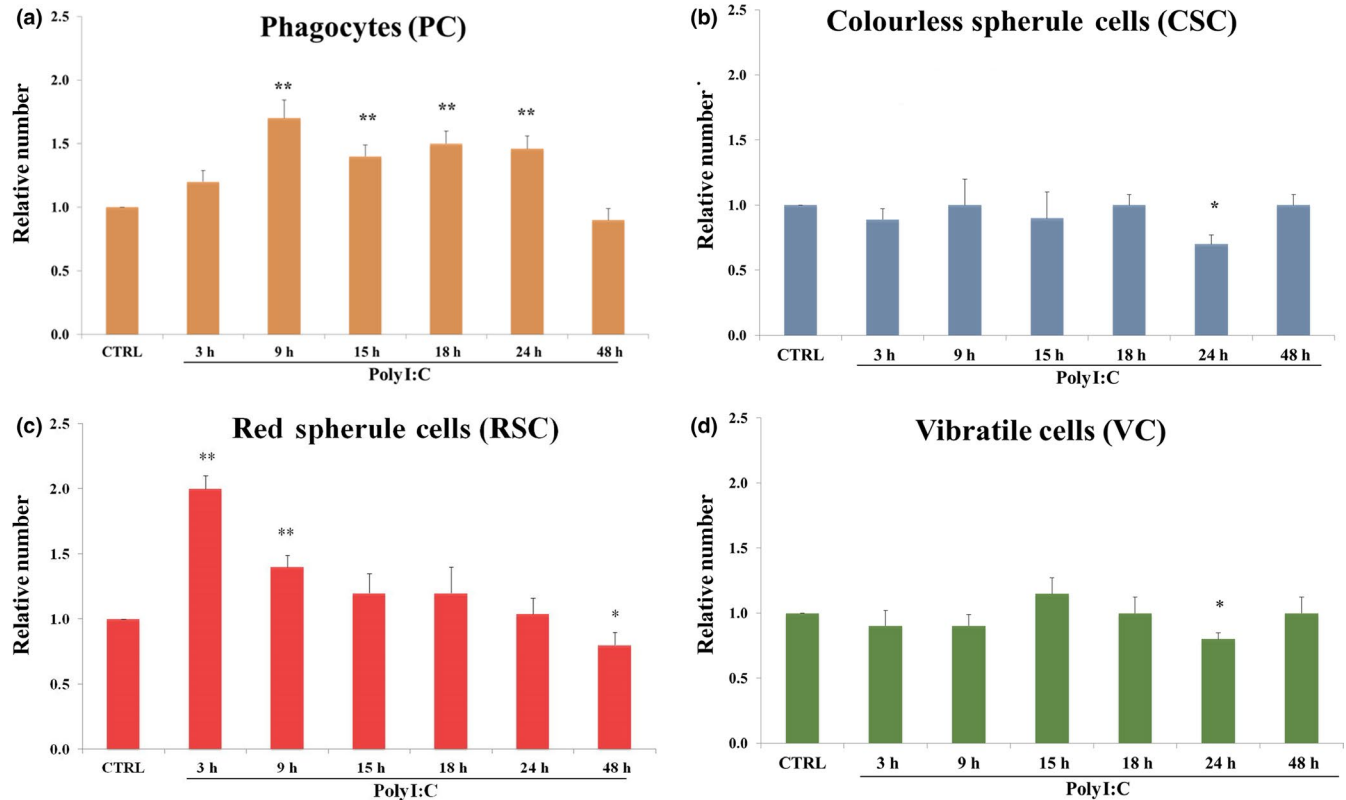 (a)
Phagocytes (PC)
Relative number
2.5
2.0
1.5
1.0
0.5
0.0
** ** ** **
CTRL 3 h 9 h 15 h 18 h 24 h 48 h
PolyI:C
(b)
Colourless spherule cells (CSC)
Relative number
2.5
2.0
1.5
1.0
0.5
0.0
*
CTRL 3 h 9 h 15 h 18 h 24 h 48 h
PolyI:C
(c)
Red spherule cells (RSC)
Relative number
2.5
2.0
1.5
1.0
0.5
0.0
** ** *
CTRL 3 h 9 h 15 h 18 h 24 h 48 h
PolyI:C
(d)
Vibratile cells (VC)
Relative number
2.5
2.0
1.5
1.0
0.5
0.0
*
CTRL 3 h 9 h 15 h 18 h 24 h 48 h
PolyI:C